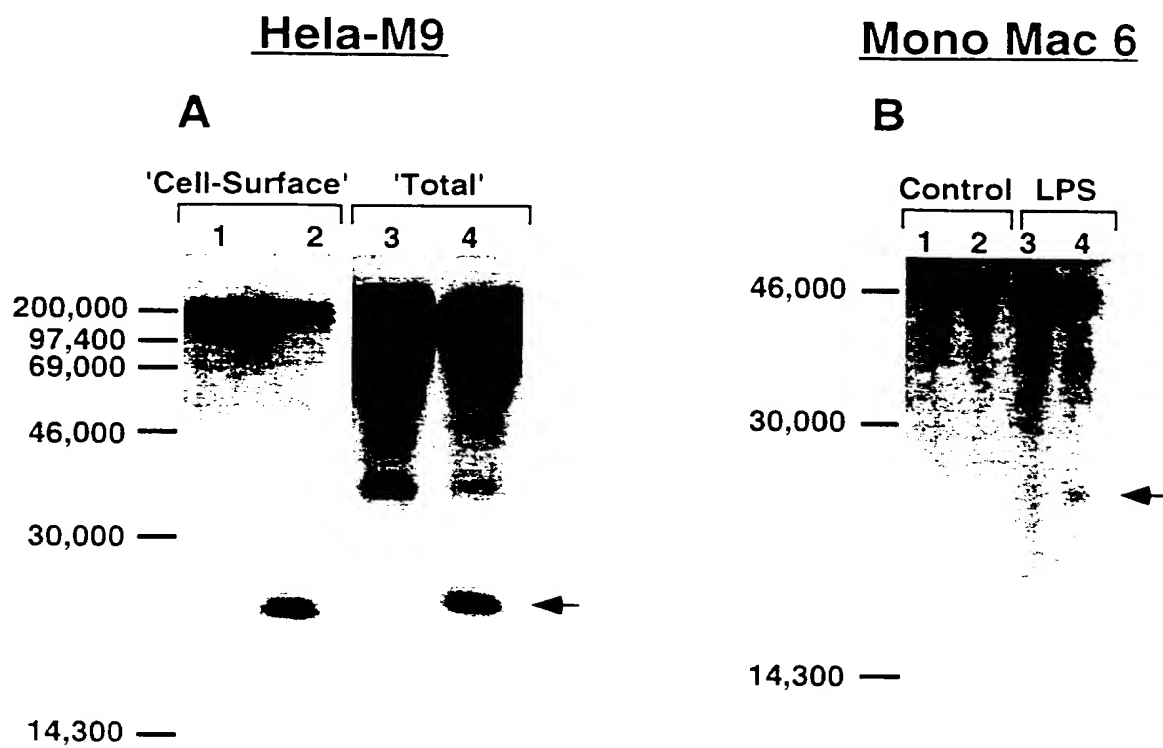 Hela-M9
A
'Cell-Surface' 'Total'
1 2 3 4
200,000
97,400
69,000
46,000
30,000
14,300
Mono Mac 6
B
Control LPS
1 2 3 4
46,000
30,000
14,300